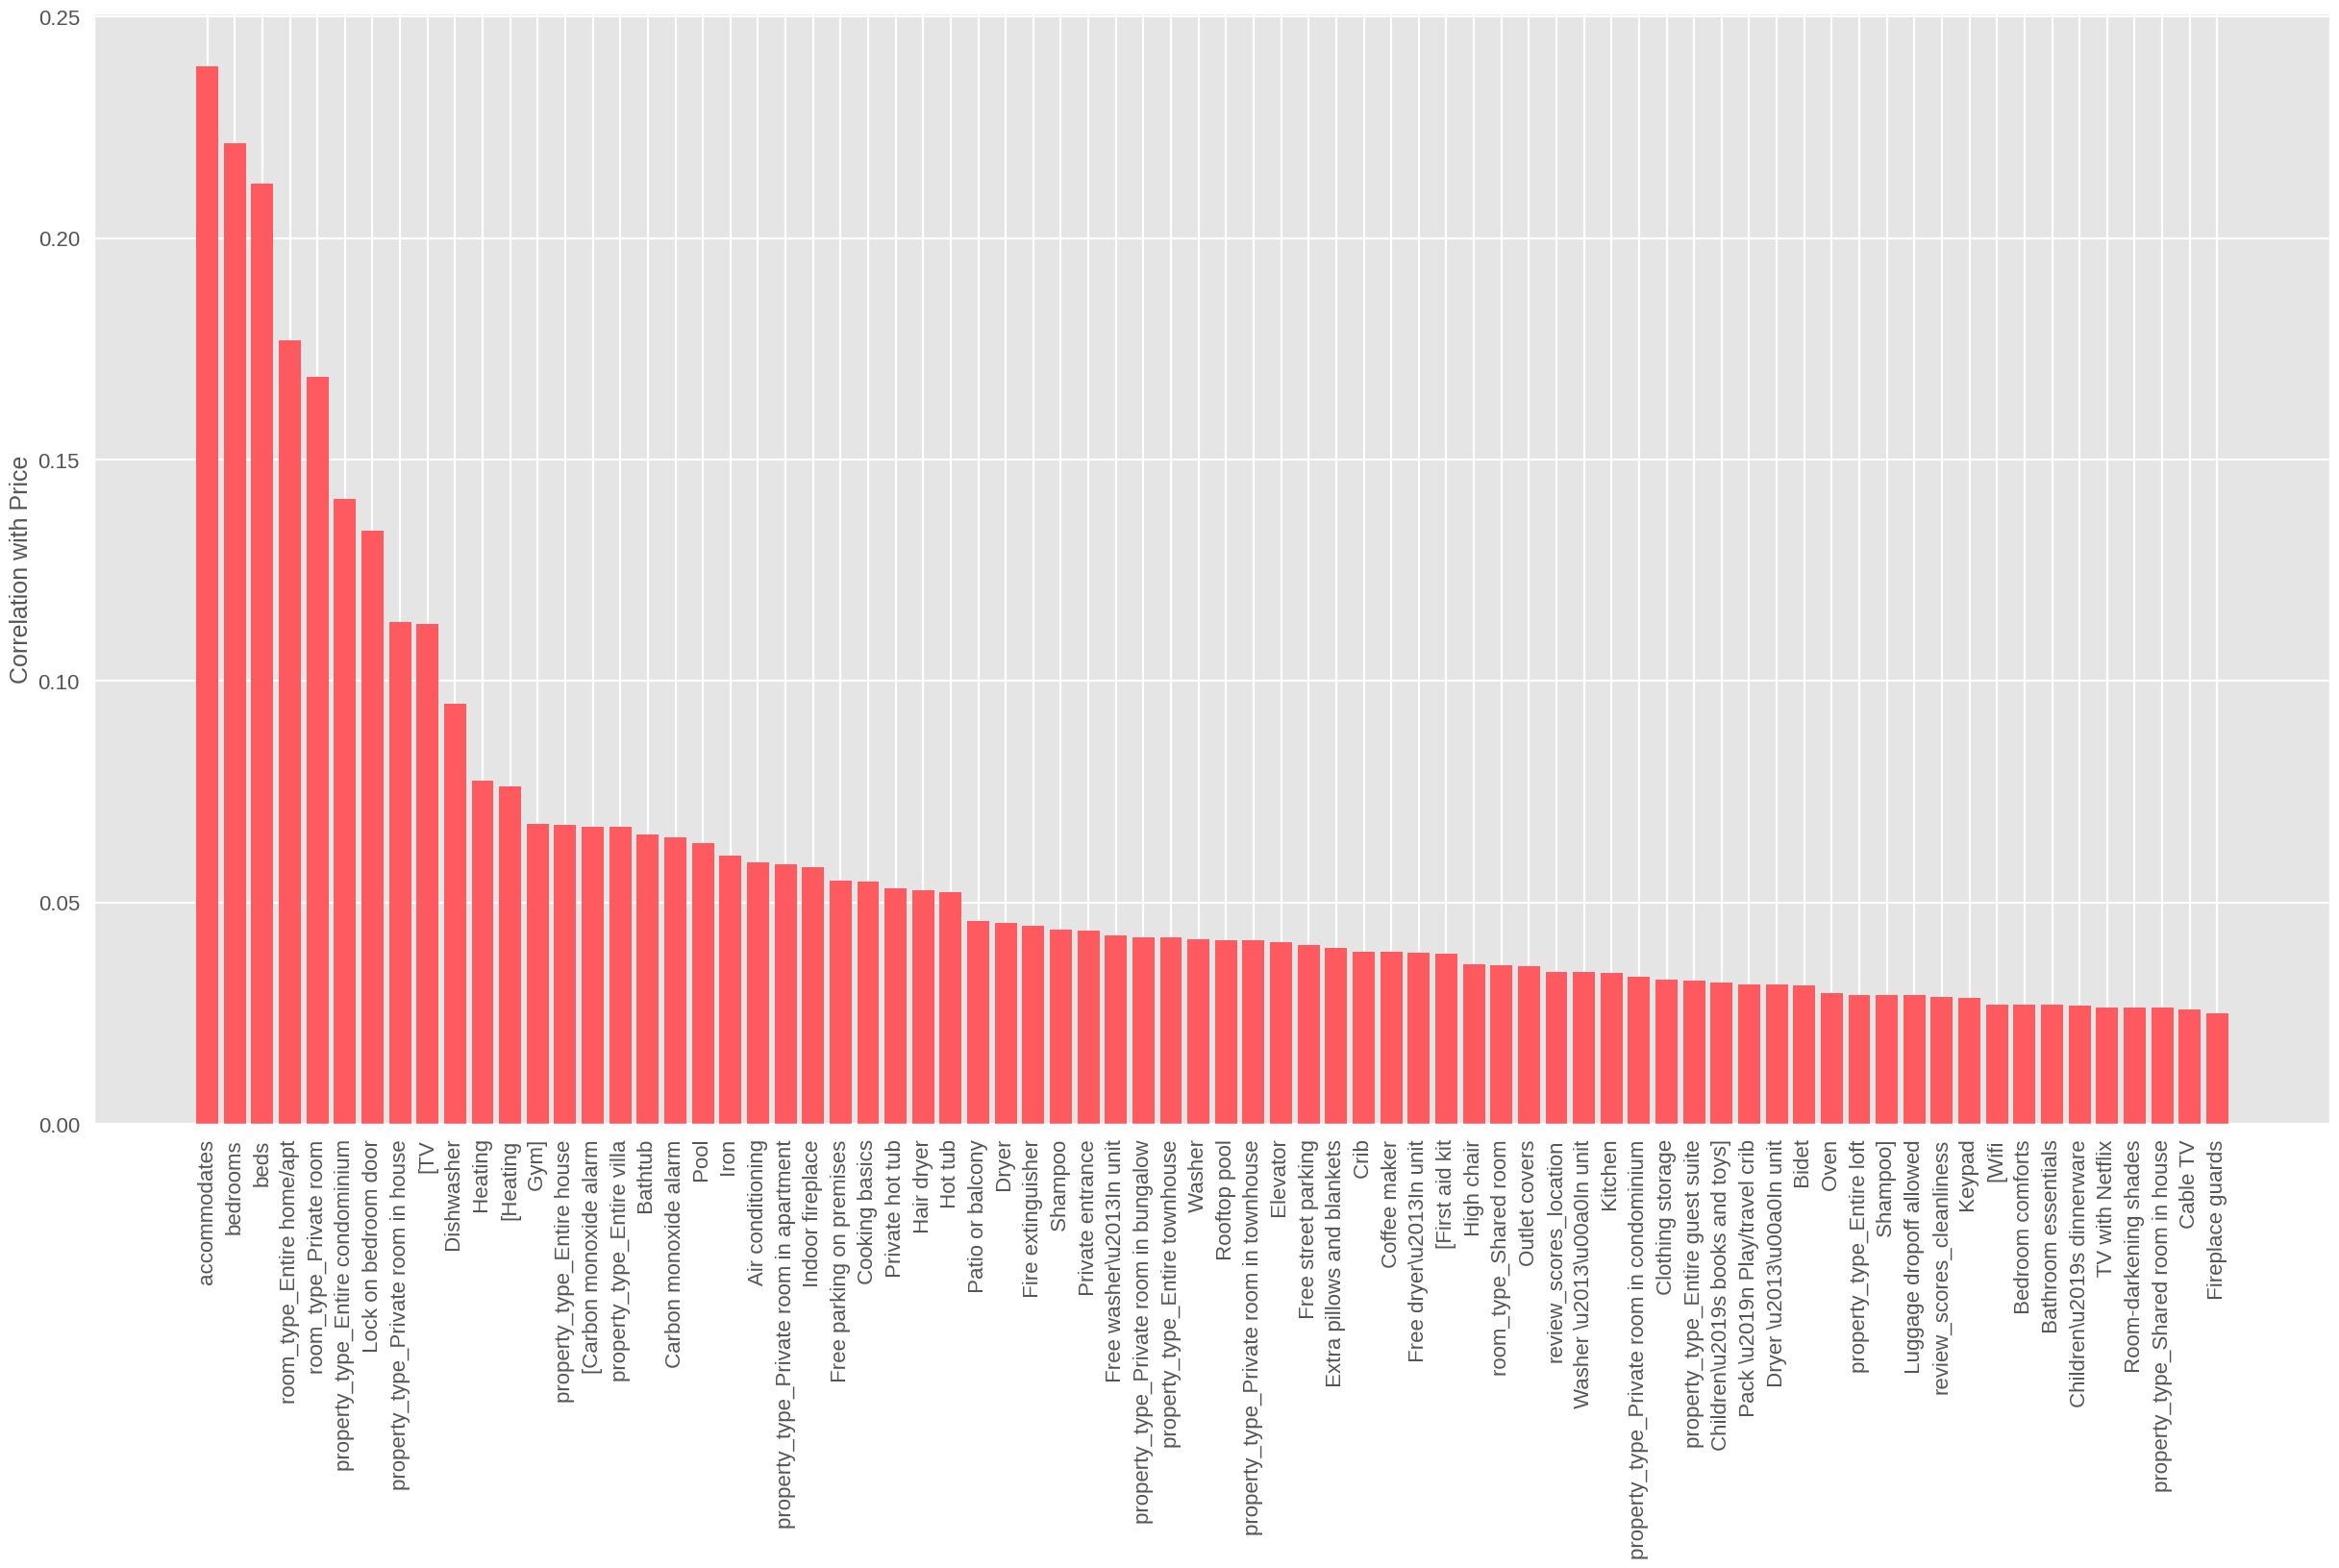 0.25
0.20
0.15
0.10
0.05
0.00
Correlation with Price
accommodates
bedrooms
beds
room_type_Entire home/apt
room_type_Private room
property_type_Entire condominium
Lock on bedroom door
property_type_Private room in house
[TV
Dishwasher
Heating
[Heating
Gym]
property_type_Entire house
[Carbon monoxide alarm
property_type_Entire villa
Bathtub
Carbon monoxide alarm
Pool
Iron
Air conditioning
property_type_Private room in apartment
Indoor fireplace
Free parking on premises
Cooking basics
Private hot tub
Hair dryer
Hot tub
Patio or balcony
Dryer
Fire extinguisher
Shampoo
Private entrance
Free washer\u2013In unit
property_type_Private room in bungalow
property_type_Entire townhouse
Washer
Rooftop pool
property_type_Private room in townhouse
Elevator
Free street parking
Extra pillows and blankets
Crib
Coffee maker
Free dryer\u2013In unit
[First aid kit
High chair
room_type_Shared room
Outlet covers
review_scores_location
Washer \u2013\u00a0In unit
Kitchen
property_type_Private room in condominium
Clothing storage
property_type_Entire guest suite
Children\u2019s books and toys]
Pack \u2019n Play/travel crib
Dryer \u2013\u00a0In unit
Bidet
Oven
property_type_Entire loft
Shampoo]
Luggage dropoff allowed
review_scores_cleanliness
Keypad
[Wifi
Bedroom comforts
Bathroom essentials
Children\u2019s dinnerware
TV with Netflix
Room-darkening shades
property_type_Shared room in house
Cable TV
Fireplace guards